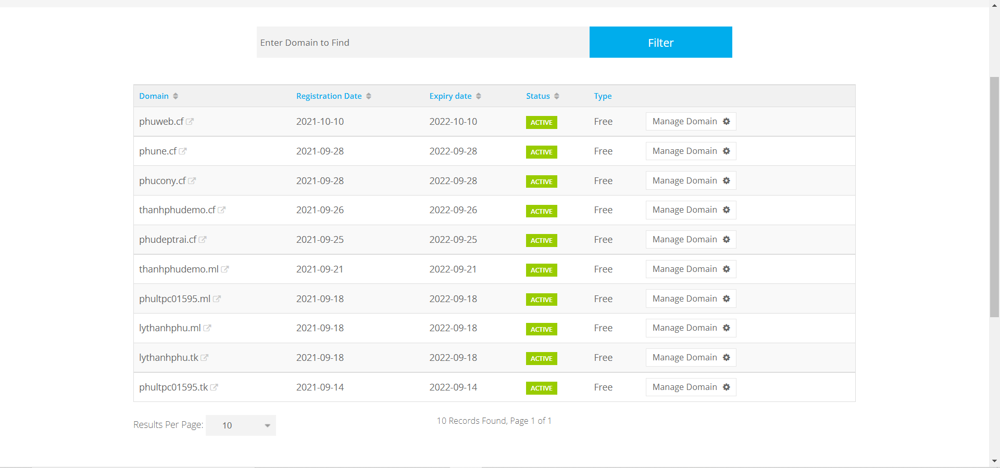 Enter Domain to Find
Filter
Domain Registration Date Expiry date Status Type
phuweb.cf 2021-10-10 2022-10-10 ACTIVE Free Manage Domain
phune.cf 2021-09-28 2022-09-28 ACTIVE Free Manage Domain
phucony.cf 2021-09-28 2022-09-28 ACTIVE Free Manage Domain
thanhphudemo.cf 2021-09-26 2022-09-26 ACTIVE Free Manage Domain
phudeptrai.cf 2021-09-25 2022-09-25 ACTIVE Free Manage Domain
thanhphudemo.ml 2021-09-21 2022-09-21 ACTIVE Free Manage Domain
phultpc01595.ml 2021-09-18 2022-09-18 ACTIVE Free Manage Domain
lythanhphu.ml 2021-09-18 2022-09-18 ACTIVE Free Manage Domain
lythanhphu.tk 2021-09-18 2022-09-18 ACTIVE Free Manage Domain
phultpc01595.tk 2021-09-14 2022-09-14 ACTIVE Free Manage Domain
Results Per Page: 10
10 Records Found, Page 1 of 1